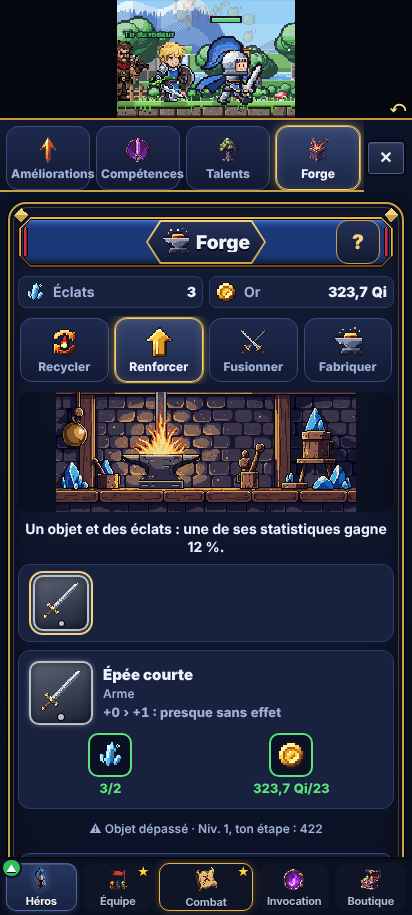 Améliorations
Compétences
Talents
Forge
×
Forge
?
Éclats 3
Or 323,7 Qi
Recycler
Renforcer
Fusionner
Fabriquer
Un objet et des éclats : une de ses statistiques gagne
12 %.
Épée courte
Arme
+0 › +1 : presque sans effet
3/2
323,7 Qi/23
⚠ Objet dépassé · Niv. 1, ton étape : 422
Héros
Équipe
Combat
Invocation
Boutique